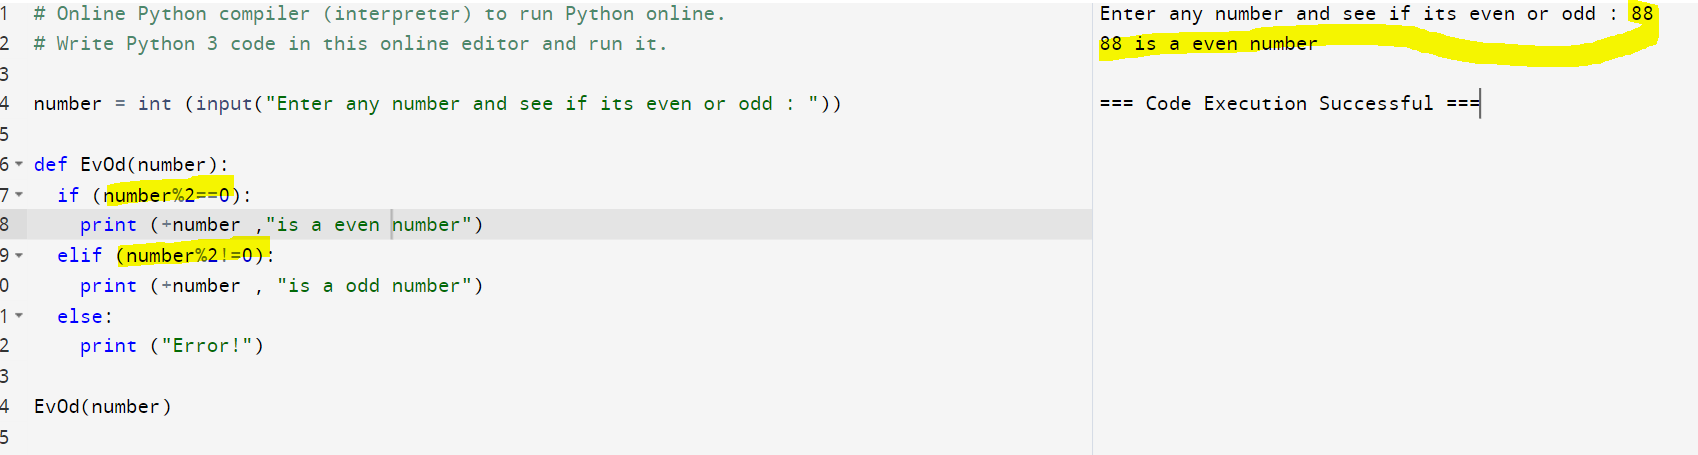 1 # Online Python compiler (interpreter) to run Python online.
2 # Write Python 3 code in this online editor and run it.
3
4 number = int (input("Enter any number and see if its even or odd : "))
5
6 def EvOd(number):
7 if (number%2==0):
8 print (+number ,"is a even number")
9 elif (number%2!=0):
0 print (+number , "is a odd number")
1 else:
2 print ("Error!")
3
4 EvOd(number)
5
Enter any number and see if its even or odd : 88
88 is a even number
=== Code Execution Successful ===